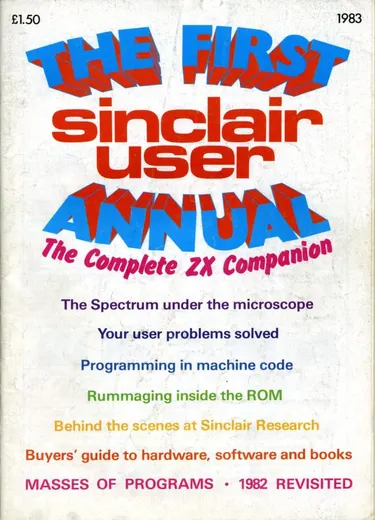 £1.50
1983
THE FIRST
sinclair
user
ANNUAL
The Complete ZX Companion
The Spectrum under the microscope
Your user problems solved
Programming in machine code
Rummaging inside the ROM
Behind the scenes at Sinclair Research
Buyers' guide to hardware, software and books
MASSES OF PROGRAMS • 1982 REVISITED